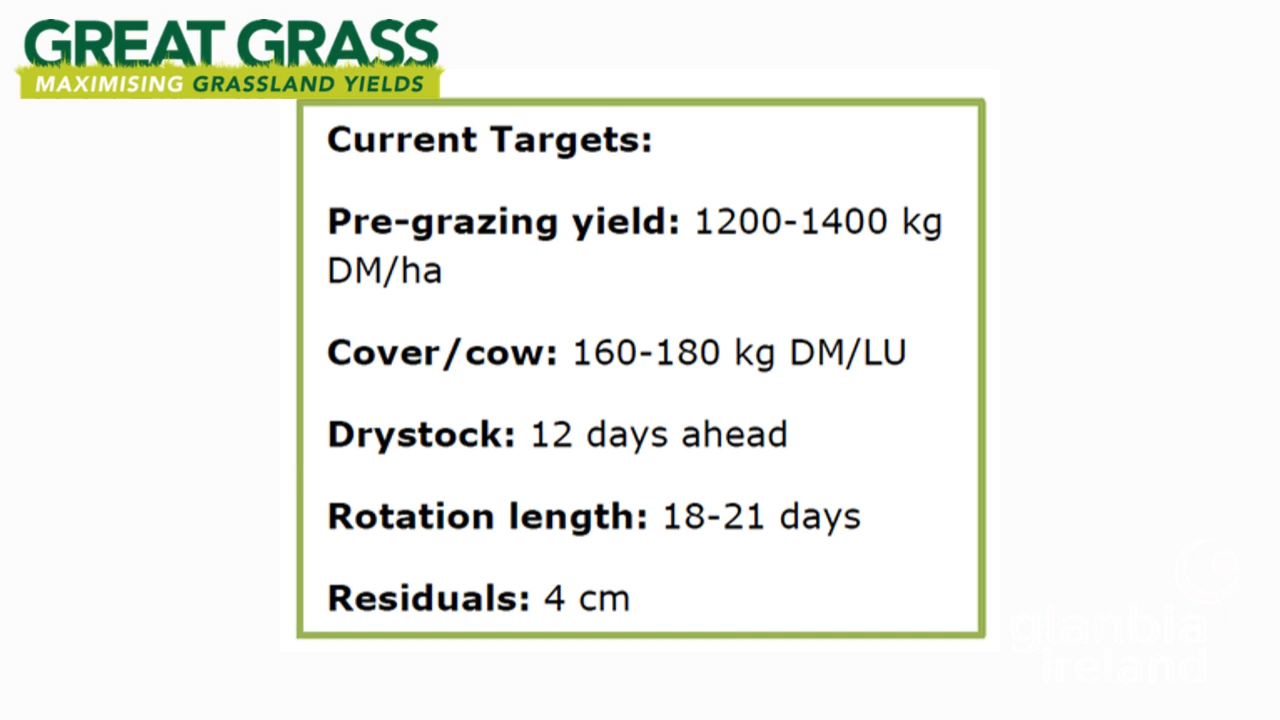 GREAT GRASS
MAXIMISING GRASSLAND YIELDS
Current Targets:
Pre-grazing yield: 1200-1400 kg
DM/ha
Cover/cow: 160-180 kg DM/LU
Drystock: 12 days ahead
Rotation length: 18-21 days
Residuals: 4 cm
glanbia
ireland